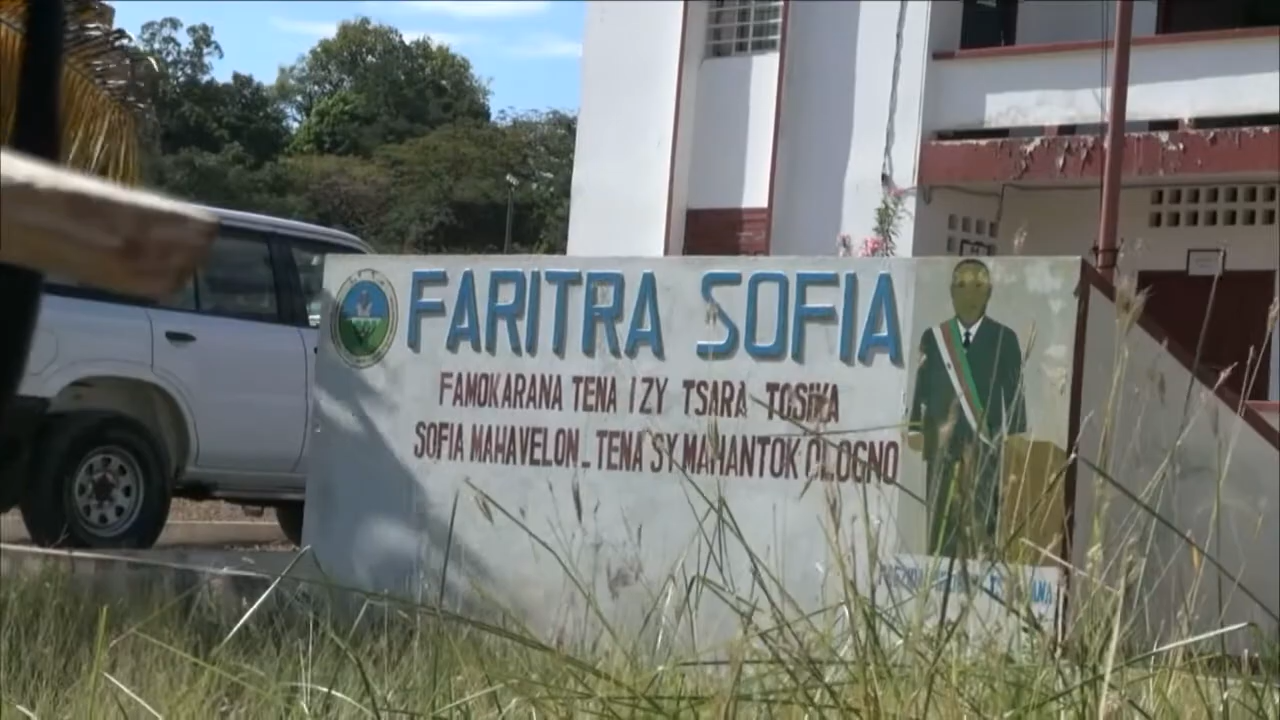 FARITRA SOFIA
FAMOKARANA TENA IZY TSARA TOSIKA
SOFIA MAHAVELON_TENA SY MAHANTOK OLOGNO